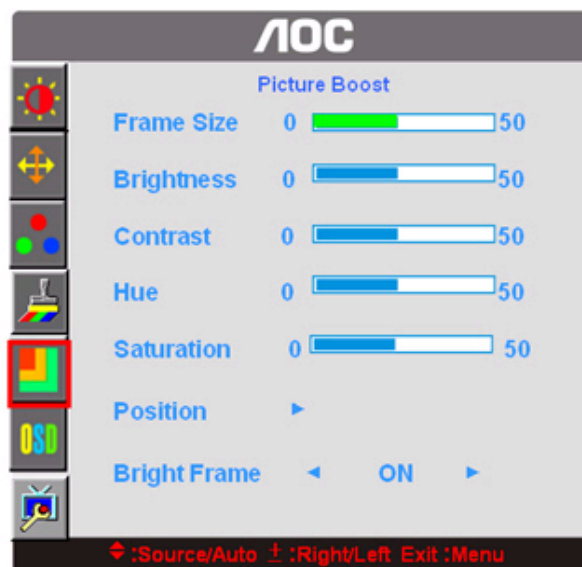 AOC
Picture Boost
Frame Size 0 50
Brightness 0 50
Contrast 0 50
Hue 0 50
Saturation 0 50
Position
OSD
Bright Frame ON
:Source/Auto ± :Right/Left Exit :Menu